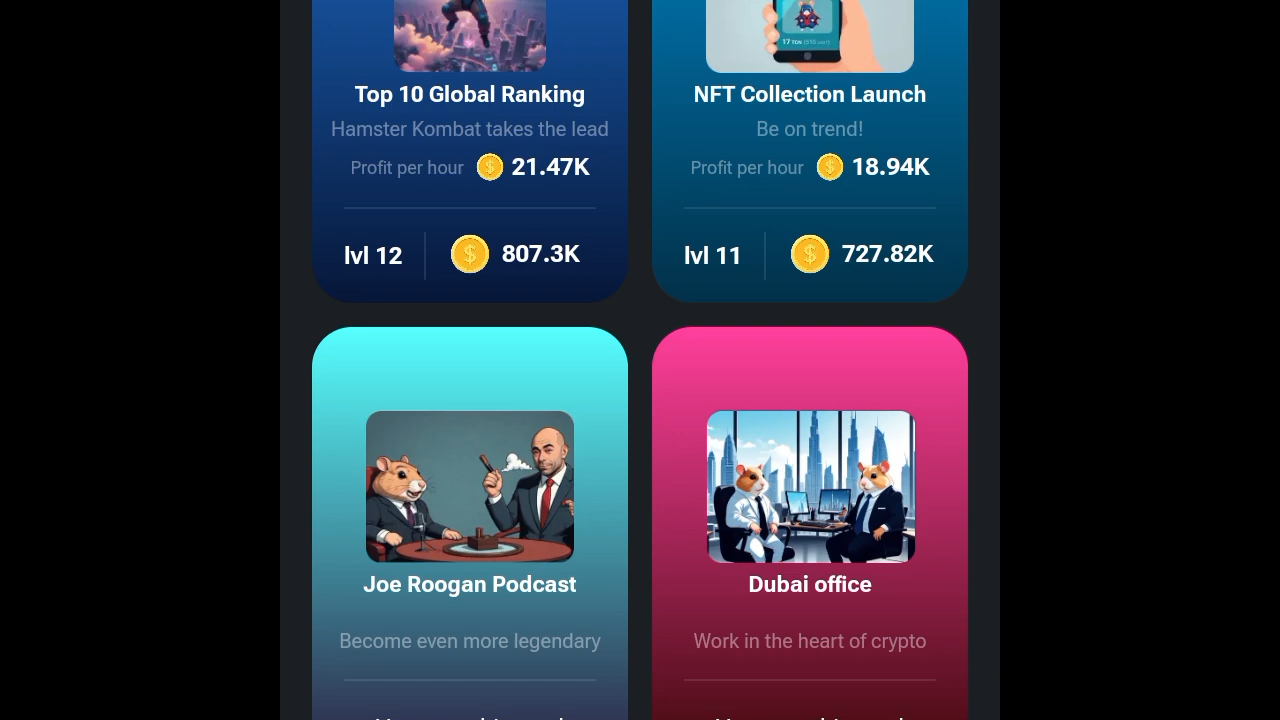 17 TON
Top 10 Global Ranking
Hamster Kombat takes the lead
Profit per hour 21.47K
lvl 12 807.3K
NFT Collection Launch
Be on trend!
Profit per hour 18.94K
lvl 11 727.82K
Joe Roogan Podcast
Become even more legendary
Dubai office
Work in the heart of crypto